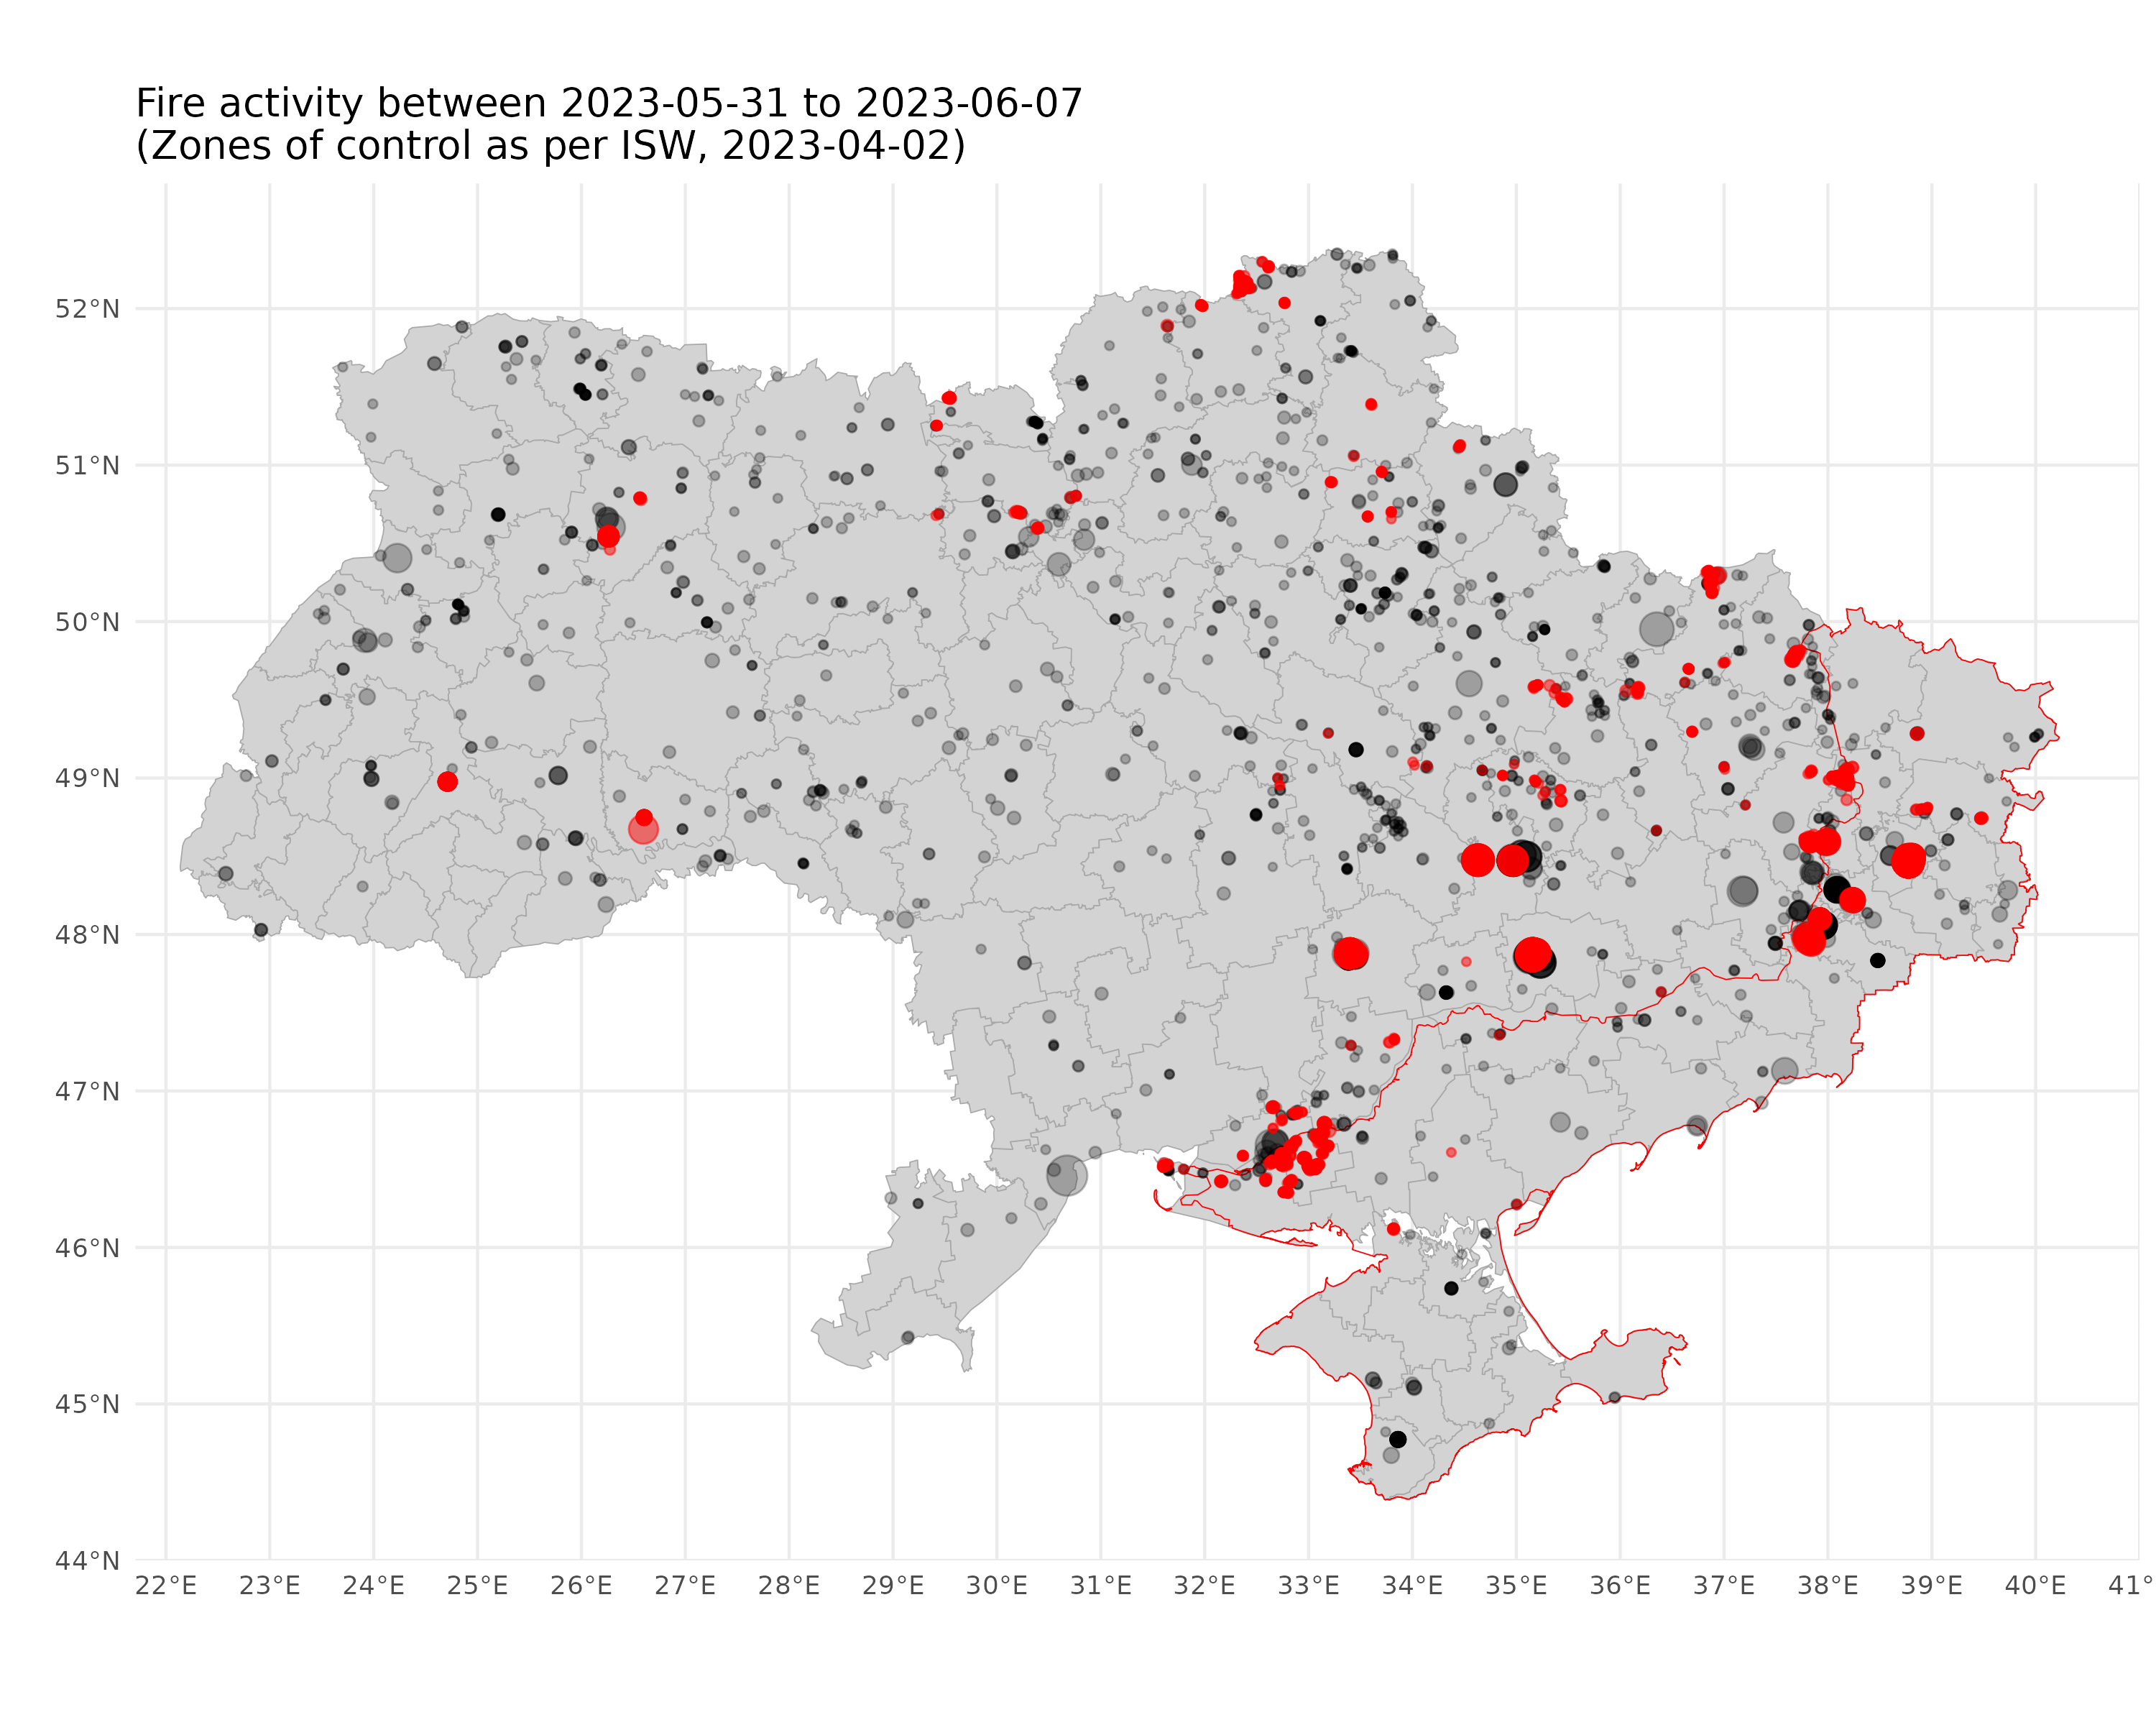 Fire activity between 2023-05-31 to 2023-06-07
(Zones of control as per ISW, 2023-04-02)
52°N
51°N
50°N
49°N
48°N
47°N
46°N
45°N
44°N
22°E 23°E 24°E 25°E 26°E 27°E 28°E 29°E 30°E 31°E 32°E 33°E 34°E 35°E 36°E 37°E 38°E 39°E 40°E 41°